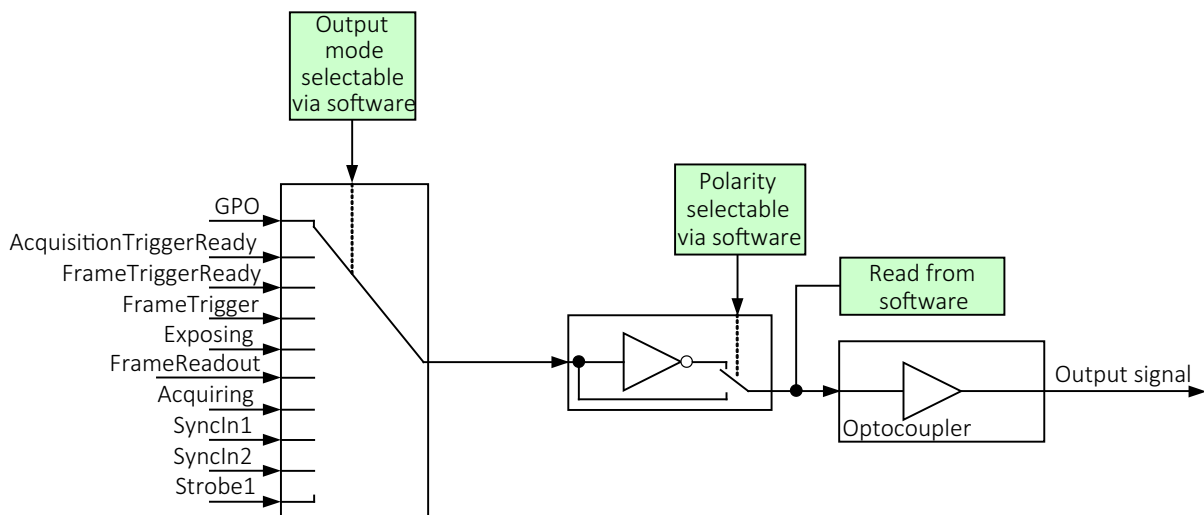 Output
mode
selectable
via software
Polarity
selectable
via software
Read from
software
GPO
AcquisitionTriggerReady
FrameTriggerReady
FrameTrigger
Exposing
FrameReadout
Acquiring
SyncIn1
SyncIn2
Strobe1
Optocoupler
Output signal